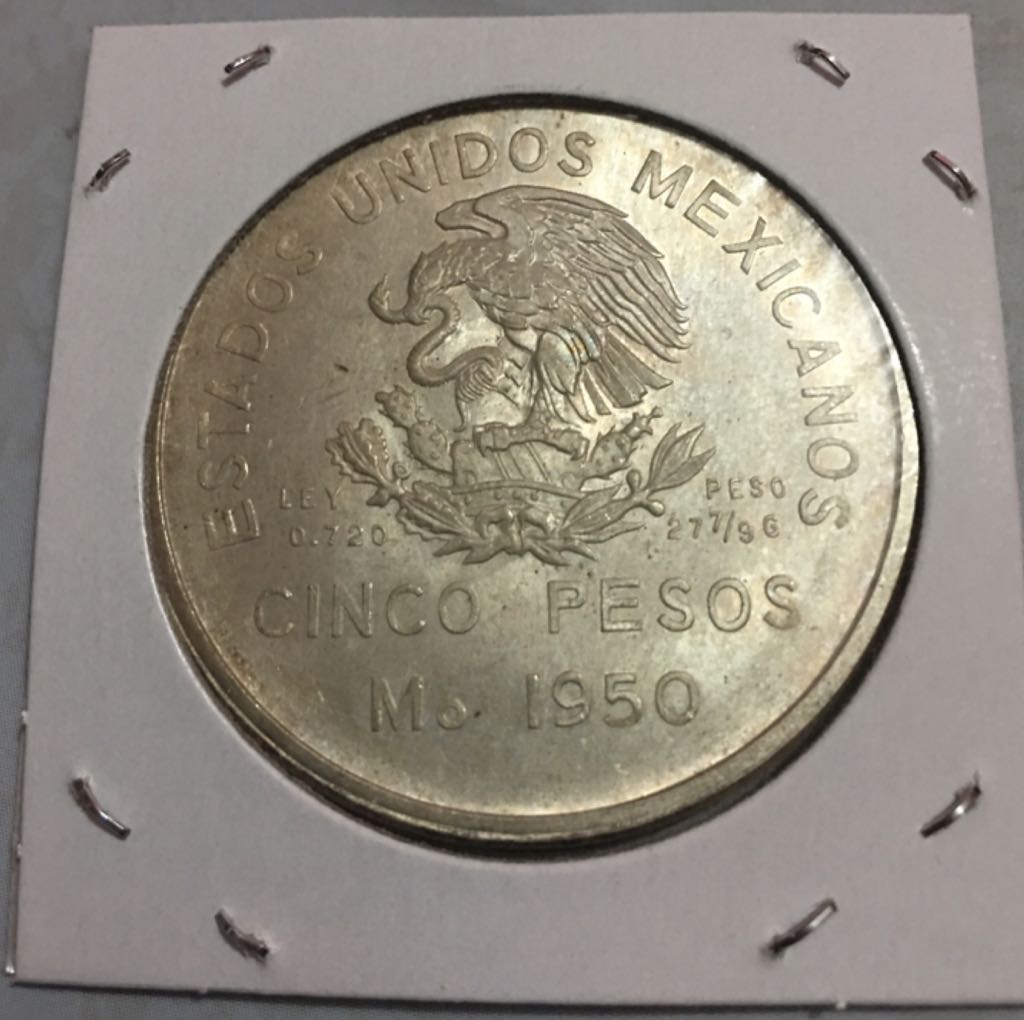 ESTADOS UNIDOS MEXICANOS
LEY
0.720
PESO
27 7/9 G
CINCO PESOS
Mo 1950